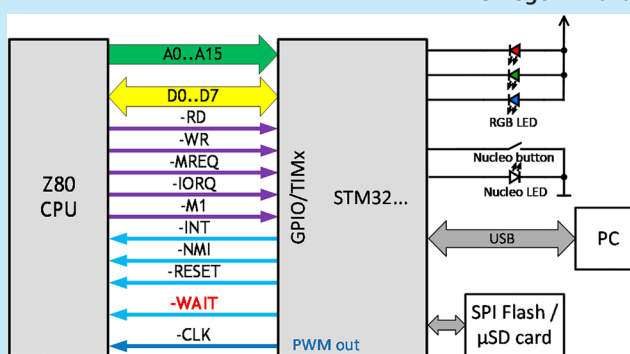 A0..A15
D0..D7
-RD
-WR
-MREQ
-IORQ
-M1
-INT
-NMI
-RESET
-WAIT
-CLK
Z80
CPU
GPIO/TIMx
STM32...
PWM out
RGB LED
Nucleo button
Nucleo LED
USB
PC
SPI Flash /
µSD card